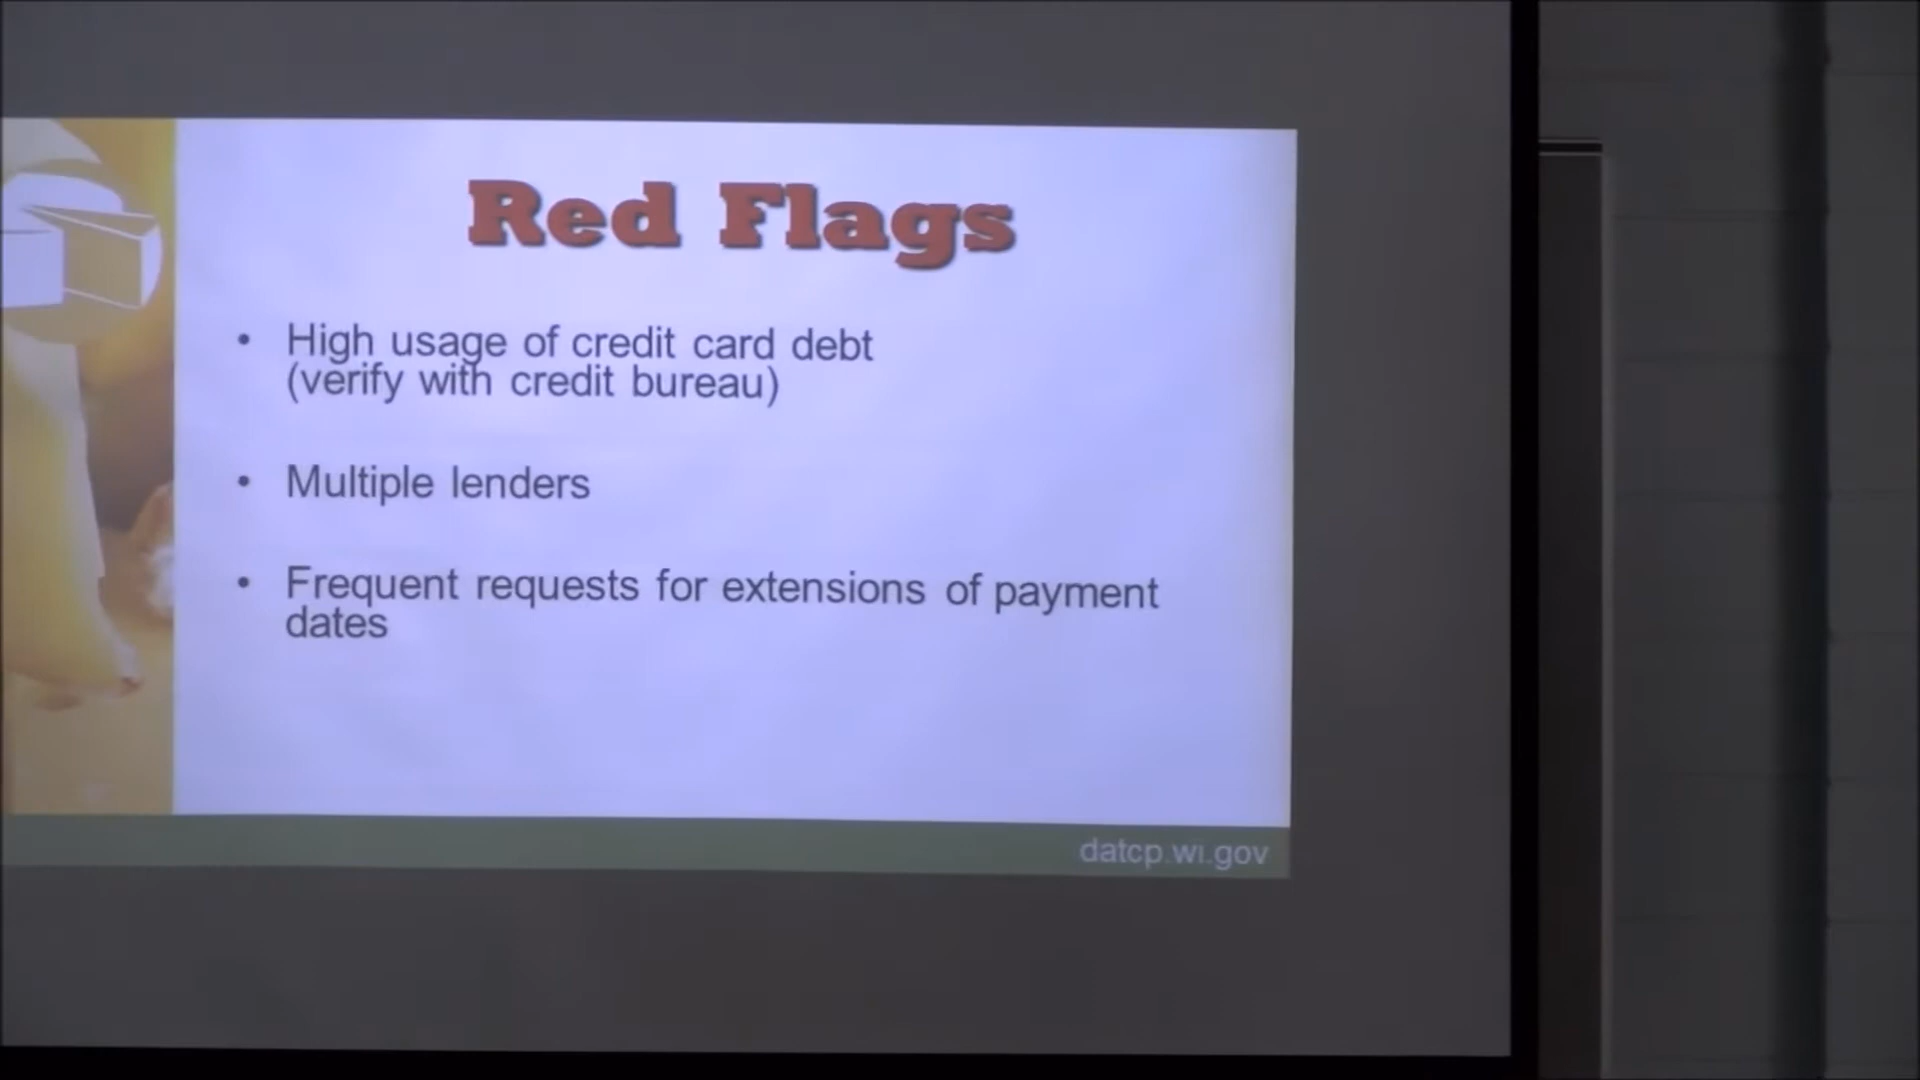 Red Flags
• High usage of credit card debt
(verify with credit bureau)
• Multiple lenders
• Frequent requests for extensions of payment
dates
datcp.wi.gov